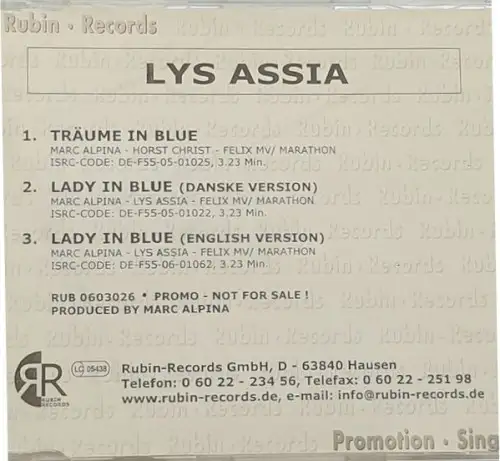 Rubin · Records
LYS ASSIA
1. TRÄUME IN BLUE
MARC ALPINA - HORST CHRIST - FELIX MV/ MARATHON
ISRC-CODE: DE-F55-05-01025, 3.23 Min.
2. LADY IN BLUE (DANSKE VERSION)
MARC ALPINA - LYS ASSIA - FELIX MV/ MARATHON
ISRC-CODE: DE-F55-05-01022, 3.23 Min.
3. LADY IN BLUE (ENGLISH VERSION)
MARC ALPINA - LYS ASSIA - FELIX MV/ MARATHON
ISRC-CODE: DE-F55-06-01062, 3.23 Min.
RUB 0603026 * PROMO - NOT FOR SALE !
PRODUCED BY MARC ALPINA
RR
RUBIN
RECORDS
LC 05438
Rubin-Records GmbH, D - 63840 Hausen
Telefon: 0 60 22 - 234 56, Telefax: 0 60 22 - 251 98
www.rubin-records.de, e-mail: info@rubin-records.de
Promotion - Sing